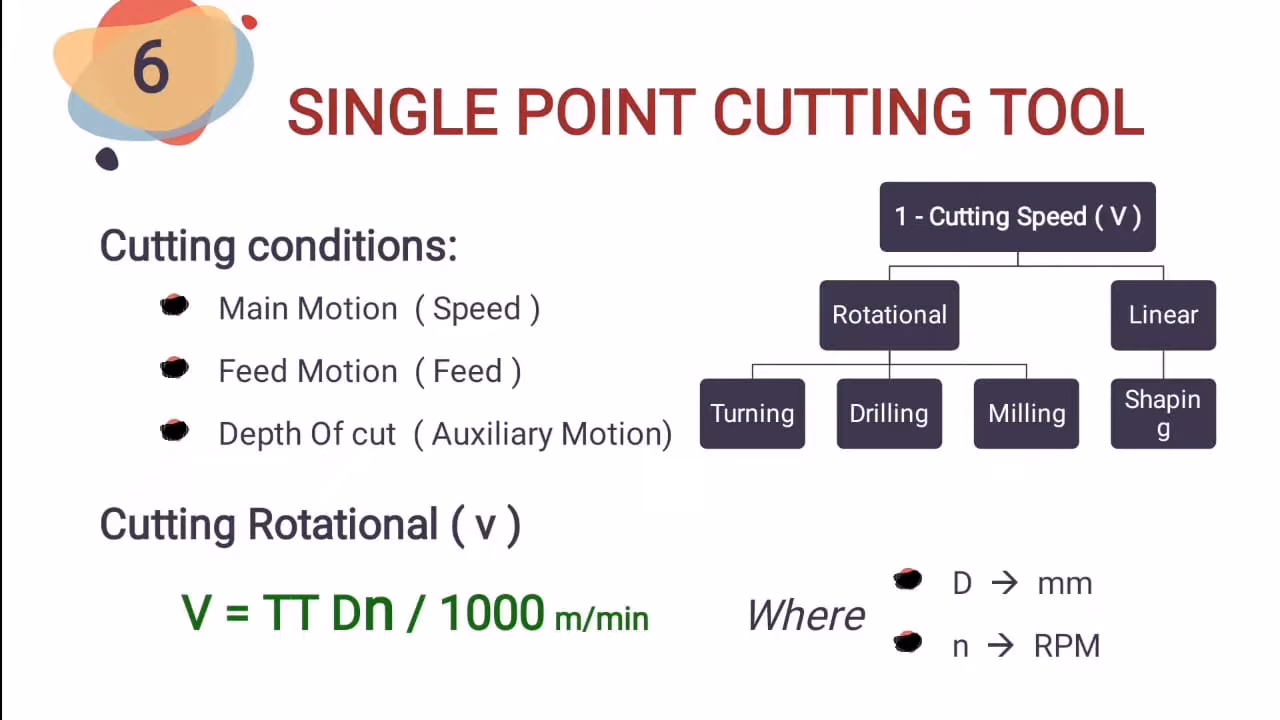 6
SINGLE POINT CUTTING TOOL
Cutting conditions:
Main Motion ( Speed )
Feed Motion ( Feed )
Depth Of cut ( Auxiliary Motion)
1 - Cutting Speed ( V )
Rotational
Linear
Turning
Drilling
Milling
Shapin
g
Cutting Rotational ( v )
V = TT Dn / 1000 m/min
Where
D → mm
n → RPM